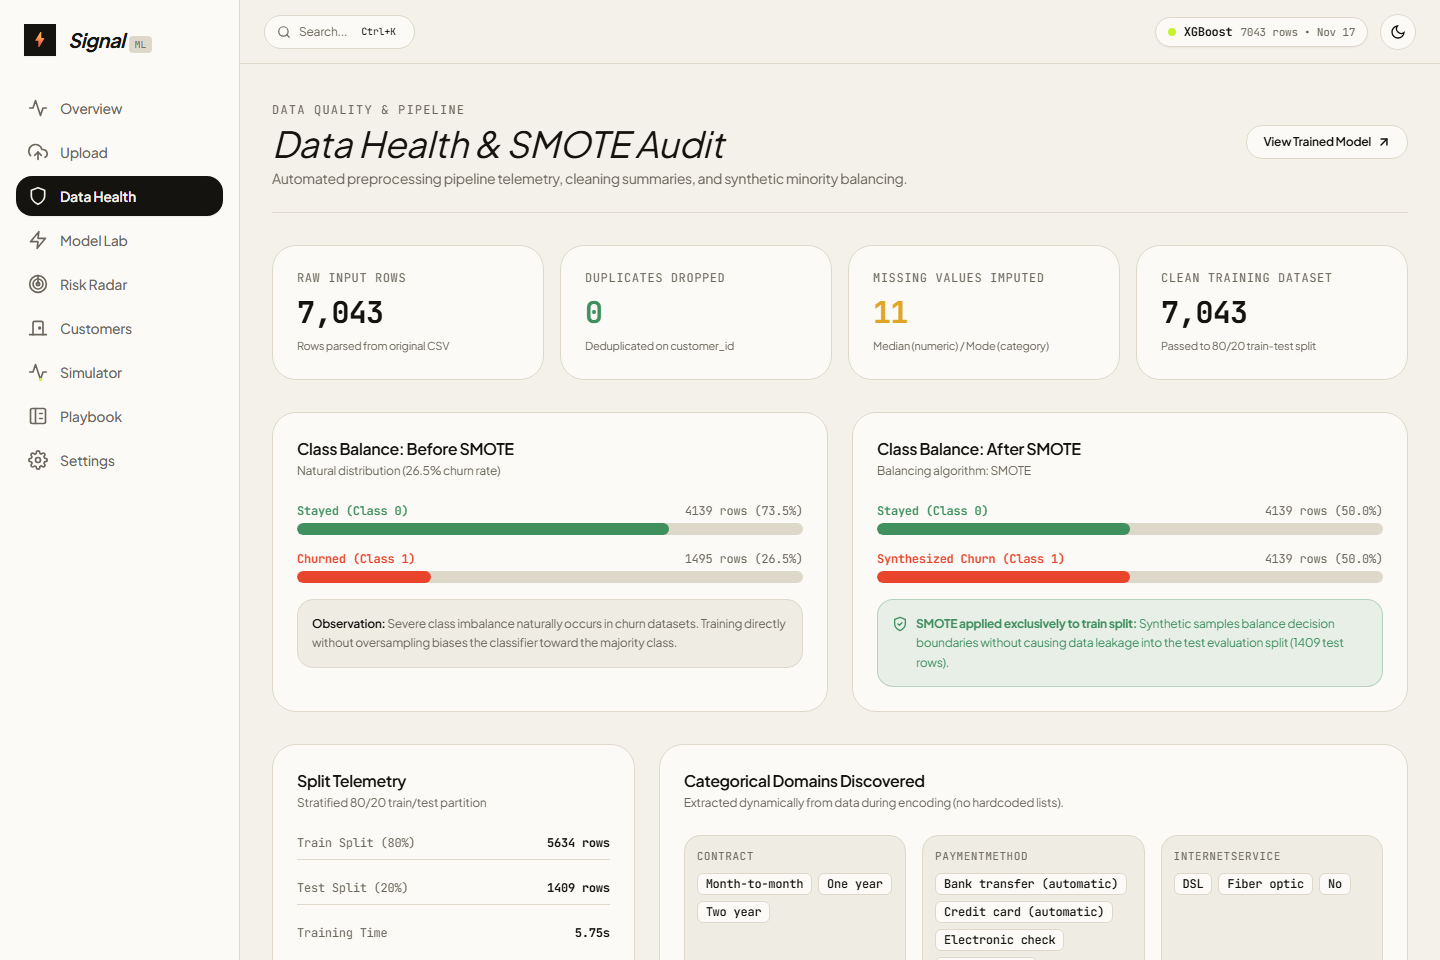 Signal ML
Overview
Upload
Data Health
Model Lab
Risk Radar
Customers
Simulator
Playbook
Settings
Search... Ctrl+K
XGBoost 7043 rows • Nov 17
DATA QUALITY & PIPELINE
Data Health & SMOTE Audit
Automated preprocessing pipeline telemetry, cleaning summaries, and synthetic minority balancing.
View Trained Model
RAW INPUT ROWS
7,043
Rows parsed from original CSV
DUPLICATES DROPPED
0
Deduplicated on customer_id
MISSING VALUES IMPUTED
11
Median (numeric) / Mode (category)
CLEAN TRAINING DATASET
7,043
Passed to 80/20 train-test split
Class Balance: Before SMOTE
Natural distribution (26.5% churn rate)
Stayed (Class 0) 4139 rows (73.5%)
Churned (Class 1) 1495 rows (26.5%)
Observation: Severe class imbalance naturally occurs in churn datasets. Training directly
without oversampling biases the classifier toward the majority class.
Class Balance: After SMOTE
Balancing algorithm: SMOTE
Stayed (Class 0) 4139 rows (50.0%)
Synthesized Churn (Class 1) 4139 rows (50.0%)
SMOTE applied exclusively to train split: Synthetic samples balance decision
boundaries without causing data leakage into the test evaluation split (1409 test
rows).
Split Telemetry
Stratified 80/20 train/test partition
Train Split (80%) 5634 rows
Test Split (20%) 1409 rows
Training Time 5.75s
Categorical Domains Discovered
Extracted dynamically from data during encoding (no hardcoded lists).
CONTRACT
Month-to-month One year
Two year
PAYMENTMETHOD
Bank transfer (automatic)
Credit card (automatic)
Electronic check
INTERNETSERVICE
DSL Fiber optic No